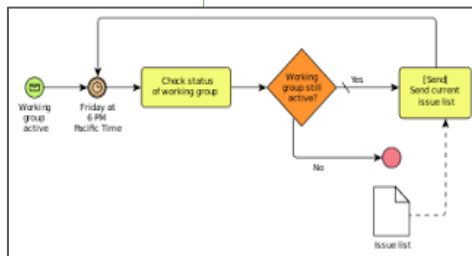 Working
group
active
Friday at
6 PM
Pacific Time
Check status
of working group
Working
group still
active?
Yes
[Send]
Send current
issue list
No
Issue list